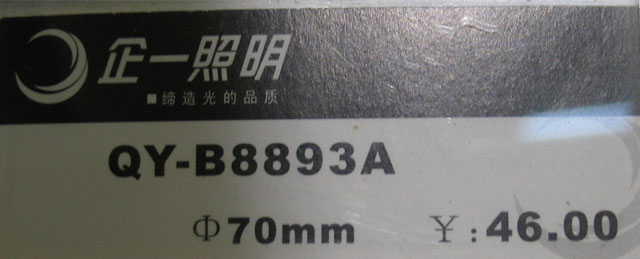 企一照明
■缔造光的品质
QY-B8893A
Φ70mm ¥:46.00